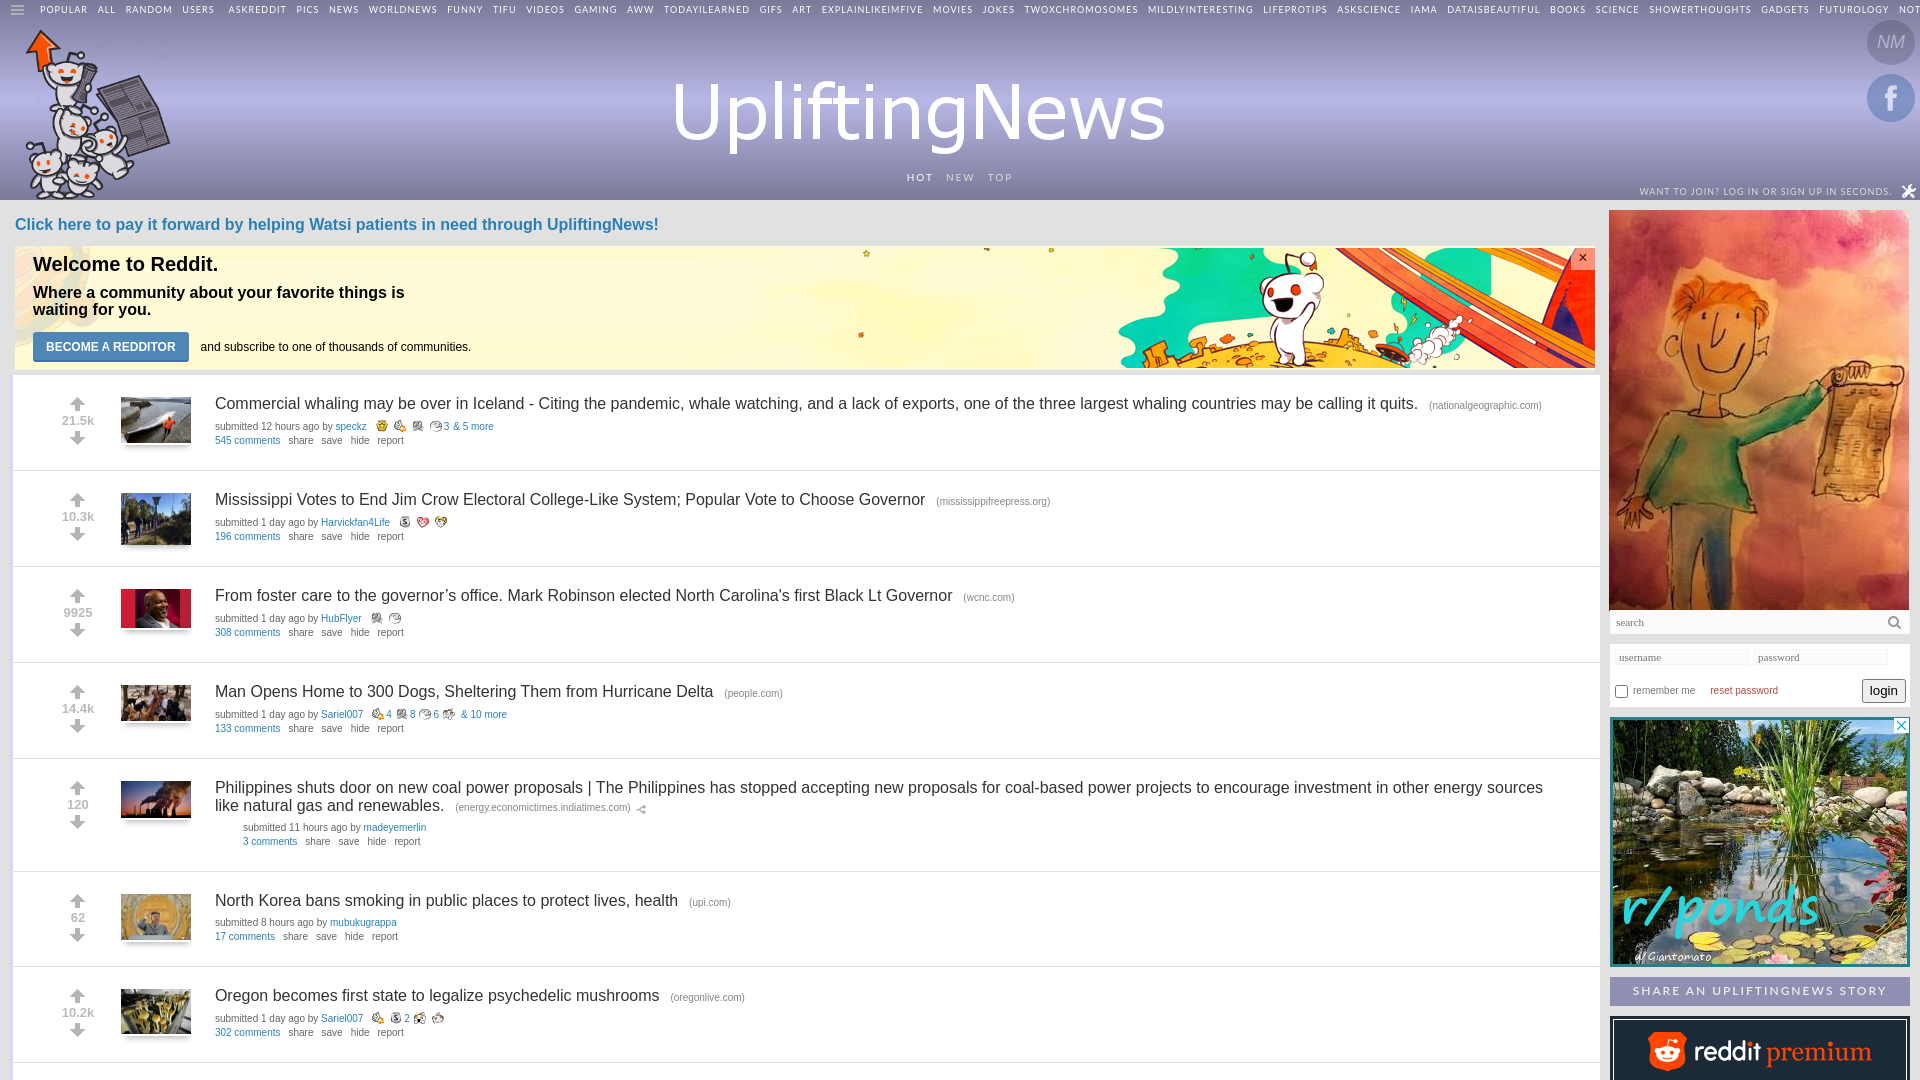 POPULAR ALL RANDOM USERS ASKREDDIT PICS NEWS WORLDNEWS FUNNY TIFU VIDEOS GAMING AWW TODAYILEARNED GIFS ART EXPLAINLIKEIMFIVE MOVIES JOKES TWOXCHROMOSOMES MILDLYINTERESTING LIFEPROTIPS ASKSCIENCE IAMA DATAISBEAUTIFUL BOOKS SCIENCE SHOWERTHOUGHTS GADGETS FUTUROLOGY NOT
NM
f
UpliftingNews
HOT NEW TOP
WANT TO JOIN? LOG IN OR SIGN UP IN SECONDS.
Click here to pay it forward by helping Watsi patients in need through UpliftingNews!
Welcome to Reddit.
Where a community about your favorite things is
waiting for you.
BECOME A REDDITOR and subscribe to one of thousands of communities.
×
21.5k
Commercial whaling may be over in Iceland - Citing the pandemic, whale watching, and a lack of exports, one of the three largest whaling countries may be calling it quits. (nationalgeographic.com)
submitted 12 hours ago by speckz 3 & 5 more
545 comments share save hide report
10.3k
Mississippi Votes to End Jim Crow Electoral College-Like System; Popular Vote to Choose Governor (mississippifreepress.org)
submitted 1 day ago by Harvickfan4Life
196 comments share save hide report
9925
From foster care to the governor’s office. Mark Robinson elected North Carolina's first Black Lt Governor (wcnc.com)
submitted 1 day ago by HubFlyer
308 comments share save hide report
14.4k
Man Opens Home to 300 Dogs, Sheltering Them from Hurricane Delta (people.com)
submitted 1 day ago by Sariel007 4 8 6 & 10 more
133 comments share save hide report
120
Philippines shuts door on new coal power proposals | The Philippines has stopped accepting new proposals for coal-based power projects to encourage investment in other energy sources
like natural gas and renewables. (energy.economictimes.indiatimes.com)
submitted 11 hours ago by madeyemerlin
3 comments share save hide report
62
North Korea bans smoking in public places to protect lives, health (upi.com)
submitted 8 hours ago by mubukugrappa
17 comments share save hide report
10.2k
Oregon becomes first state to legalize psychedelic mushrooms (oregonlive.com)
submitted 1 day ago by Sariel007 2
302 comments share save hide report
search
username password
remember me reset password login
r/ponds
d/Giantomato
SHARE AN UPLIFTINGNEWS STORY
reddit premium